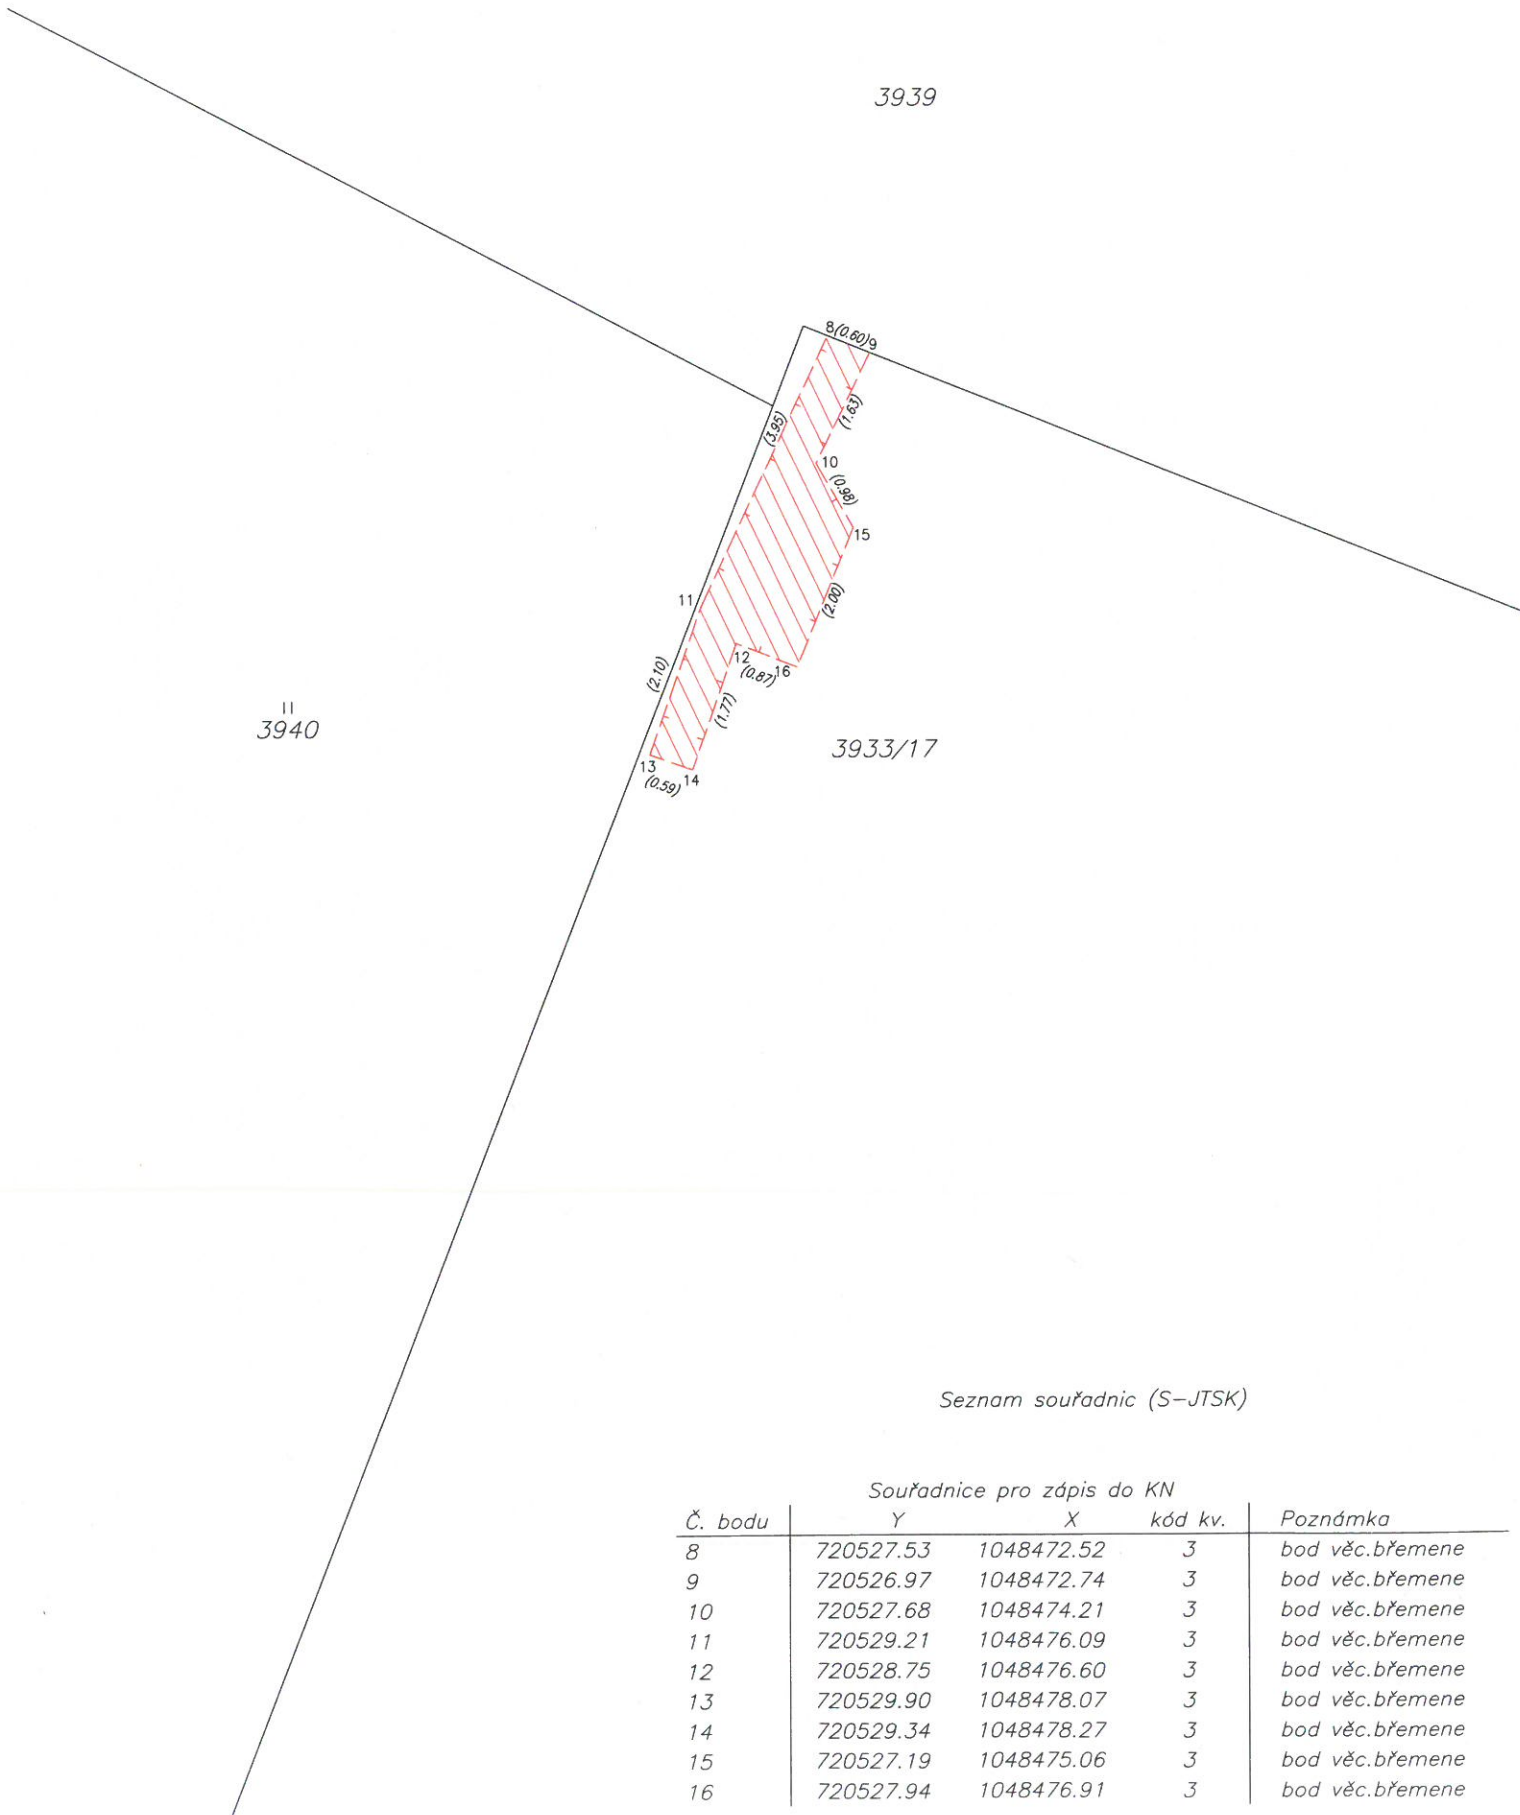 3939
8(0.60)9
(1.63)
(3.95)
10
(0.98)
15
11
(2.00)
12
(0.87)
16
(2.10)
(1.77)
II
3940
3933/17
13
(0.59)
14
Seznam souřadnic (S-JTSK)
Souřadnice pro zápis do KN
Č. bodu Y X kód kv. Poznámka
8 720527.53 1048472.52 3 bod věc.břemene
9 720526.97 1048472.74 3 bod věc.břemene
10 720527.68 1048474.21 3 bod věc.břemene
11 720529.21 1048476.09 3 bod věc.břemene
12 720528.75 1048476.60 3 bod věc.břemene
13 720529.90 1048478.07 3 bod věc.břemene
14 720529.34 1048478.27 3 bod věc.břemene
15 720527.19 1048475.06 3 bod věc.břemene
16 720527.94 1048476.91 3 bod věc.břemene